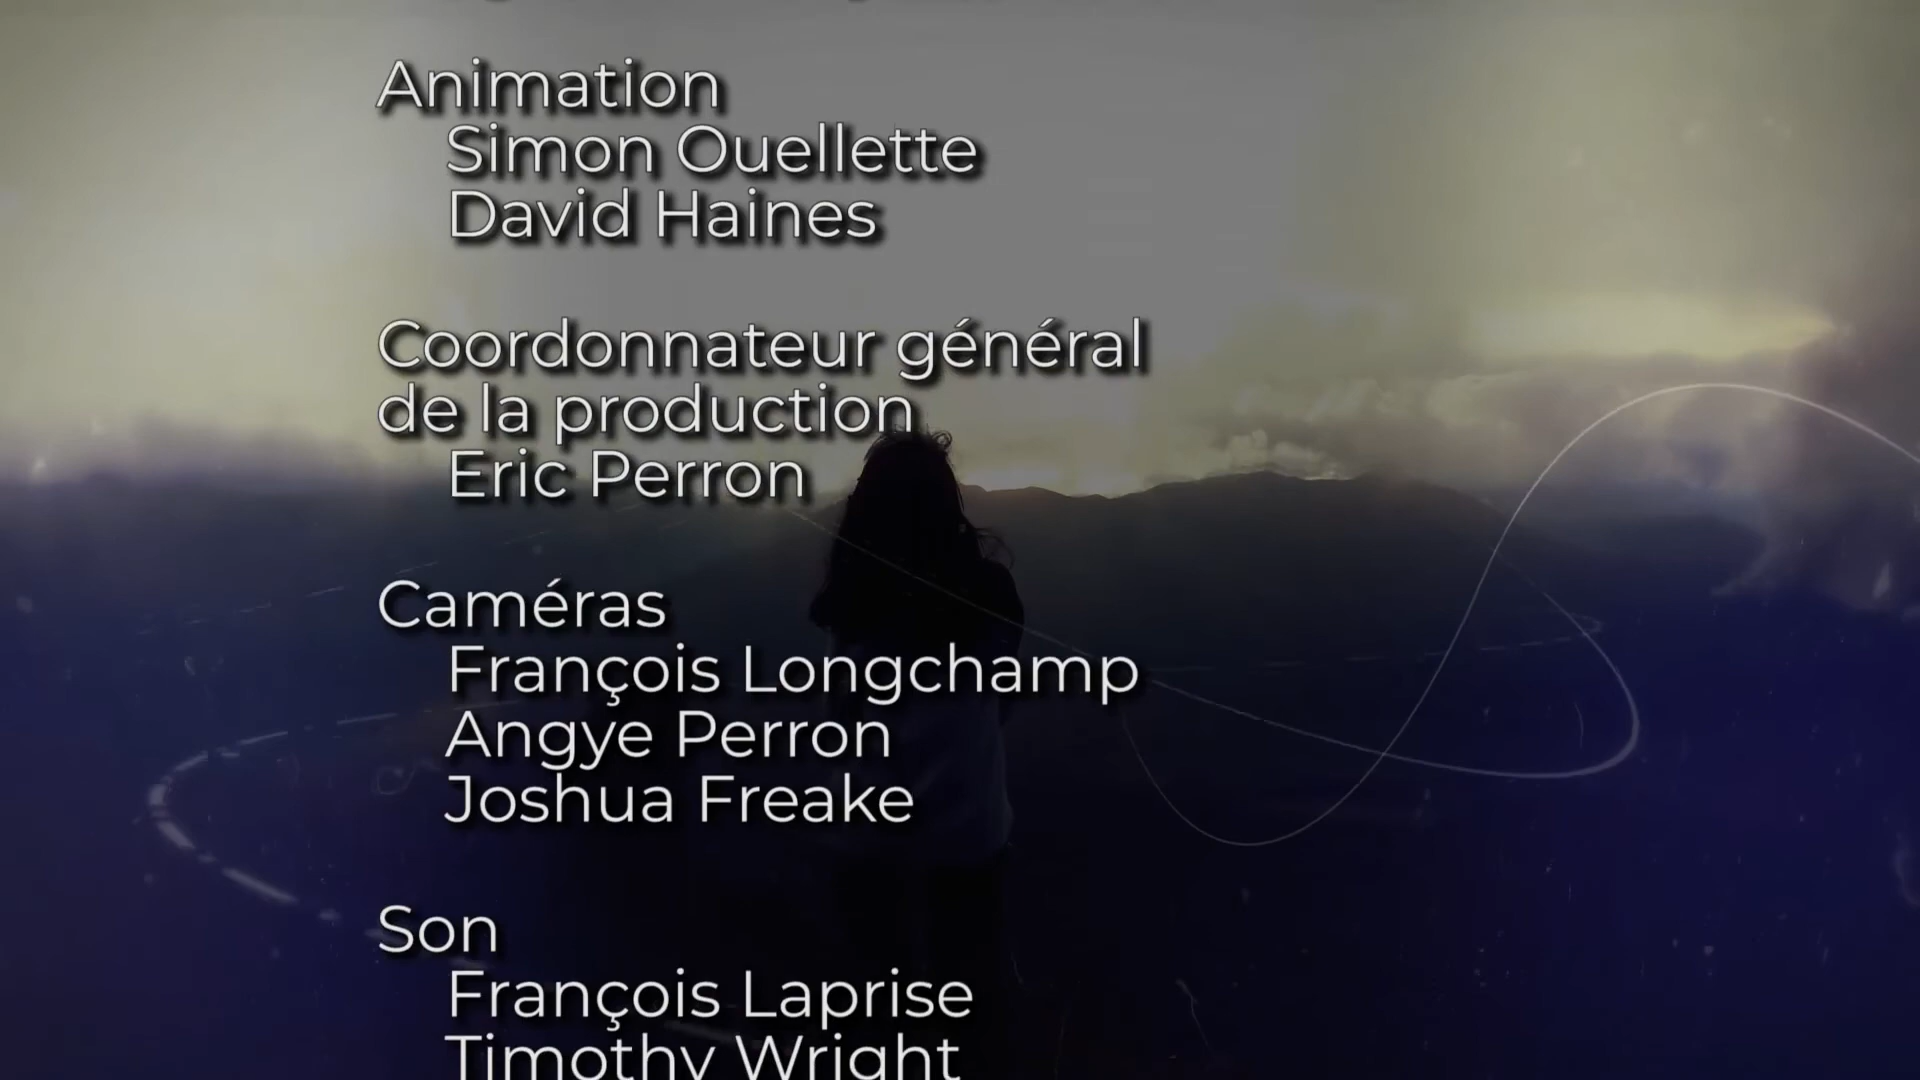 Animation
Simon Ouellette
David Haines
Coordonnateur général
de la production
Eric Perron
Caméras
François Longchamp
Angye Perron
Joshua Freake
Son
François Laprise
Timothy Wright